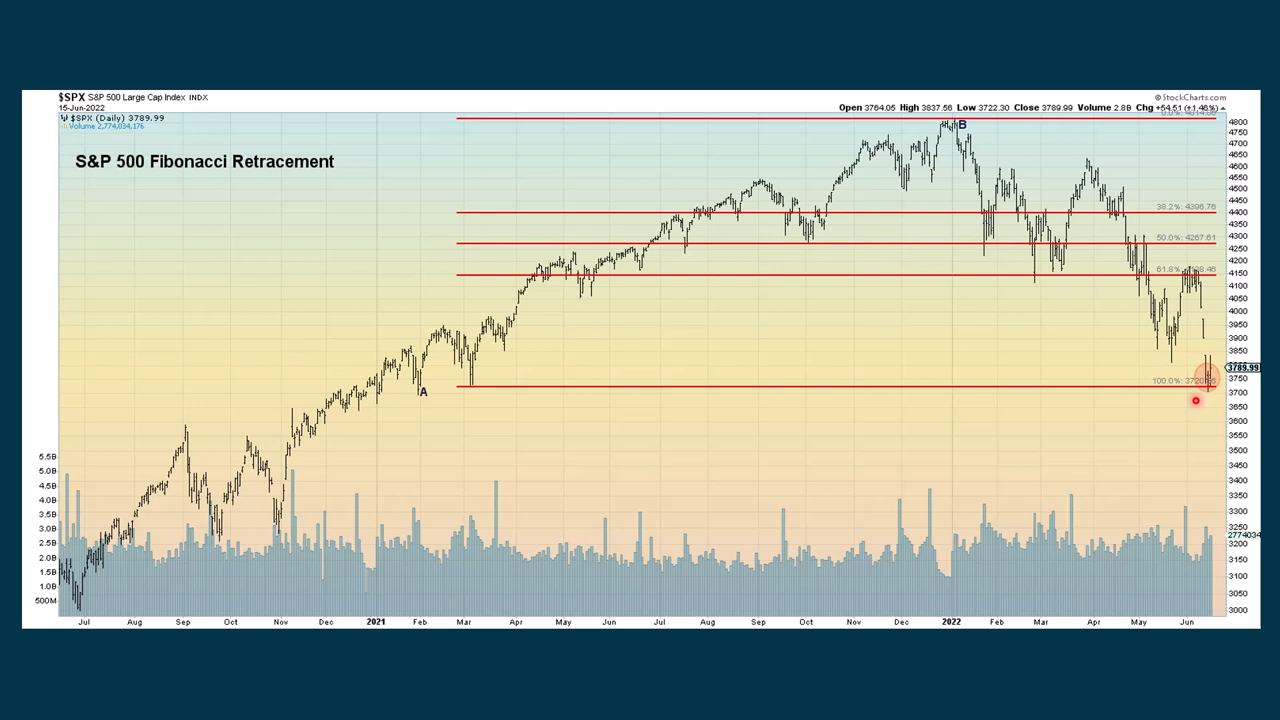 $SPX S&P 500 Large Cap Index INDX
© StockCharts.com
15-Jun-2022
Open 3764.05 High 3837.56 Low 3722.30 Close 3789.99 Volume 2.8B Chg +54.51 (+1.46%)
$SPX (Daily) 3789.99
Volume 2,774,034,176
S&P 500 Fibonacci Retracement
B
A
38.2%: 4396.76
50.0%: 4267.61
61.8%:
100.0%:
4800
4750
4700
4650
4600
4550
4500
4450
4400
4350
4300
4250
4200
4150
4100
4050
4000
3950
3900
3850
3789.99
3750
3700
3650
3600
3550
3500
3450
3400
3350
3300
3250
2774034
3200
3150
3100
3050
3000
5.5B
5.0B
4.5B
4.0B
3.5B
3.0B
2.5B
2.0B
1.5B
1.0B
500M
Jul Aug Sep Oct Nov Dec 2021 Feb Mar Apr May Jun Jul Aug Sep Oct Nov Dec 2022 Feb Mar Apr May Jun